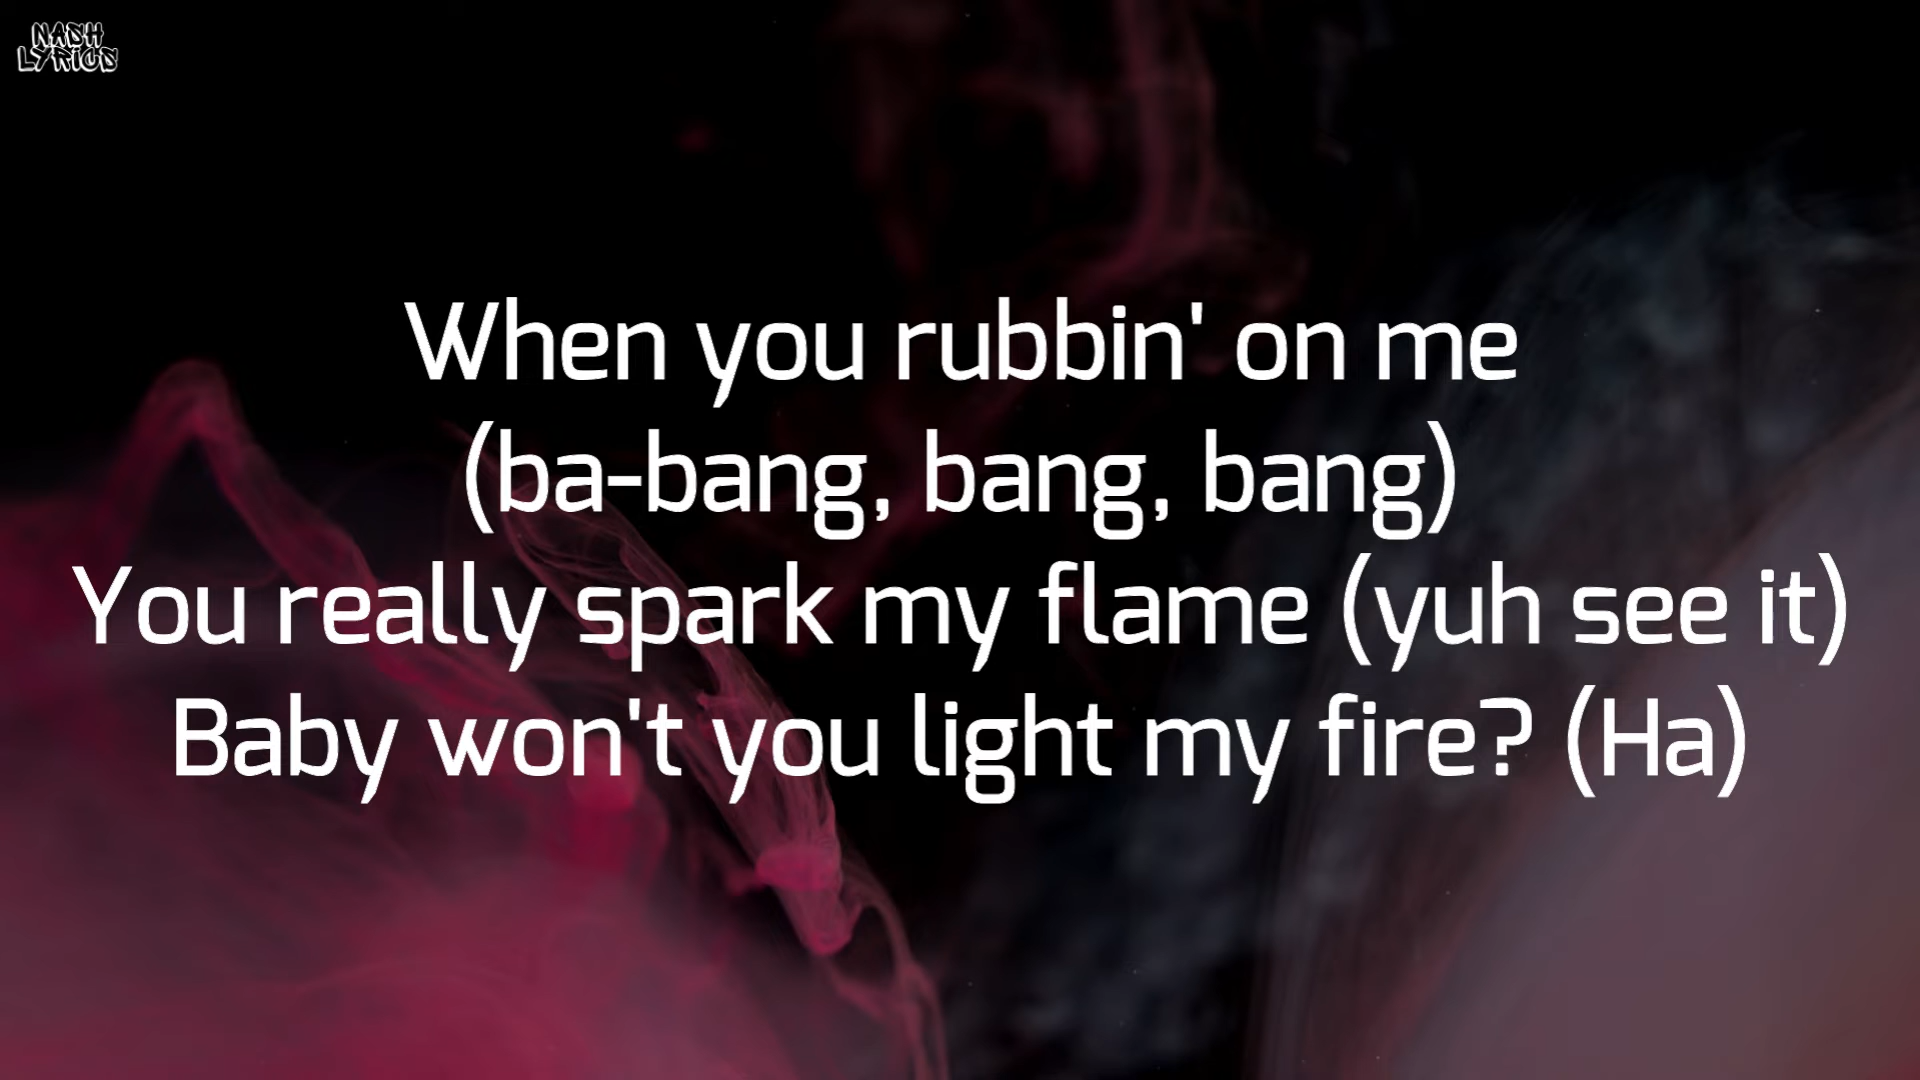 NASH
LYRICS
When you rubbin' on me
(ba-bang, bang, bang)
You really spark my flame (yuh see it)
Baby won't you light my fire? (Ha)